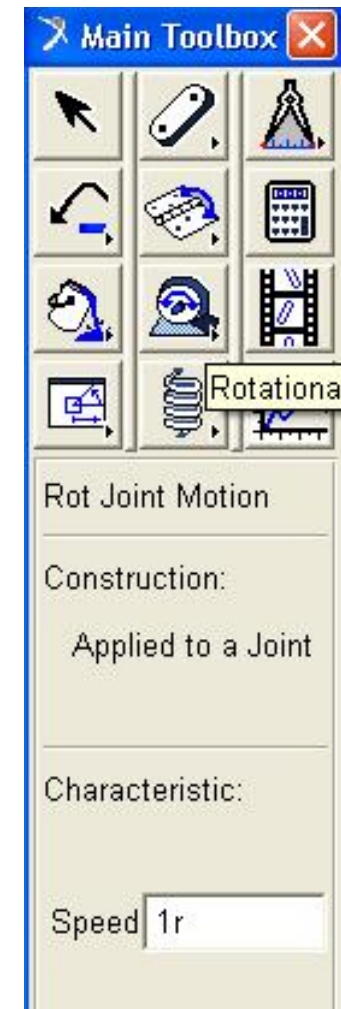 Main Toolbox
Rotationa
Rot Joint Motion
Construction:
Applied to a Joint
Characteristic:
Speed 1r